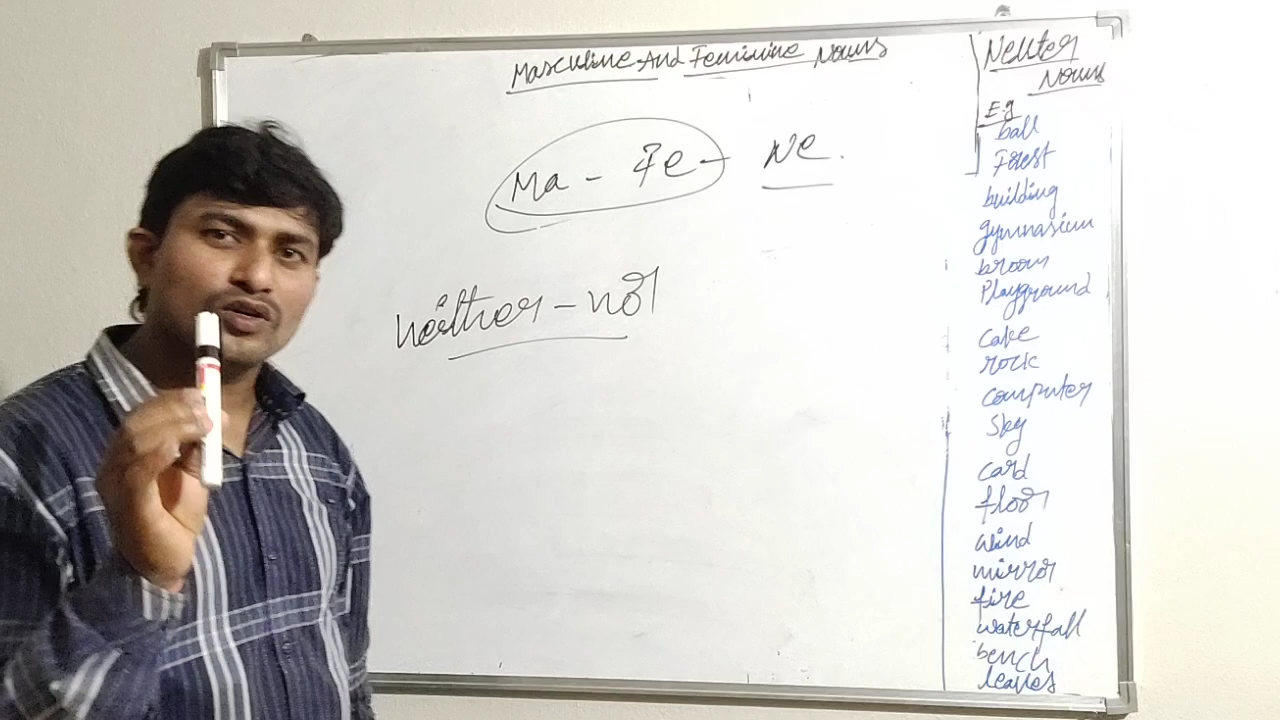 Masculine And Feminine Nouns
Ma - Fe - Ne.
neither - nor
Neuter
Nouns
E.g
ball
Forest
building
gymnasium
broom
Playground
cake
rock
computer
sky
card
floor
wind
mirror
fire
waterfall
bench
leaves